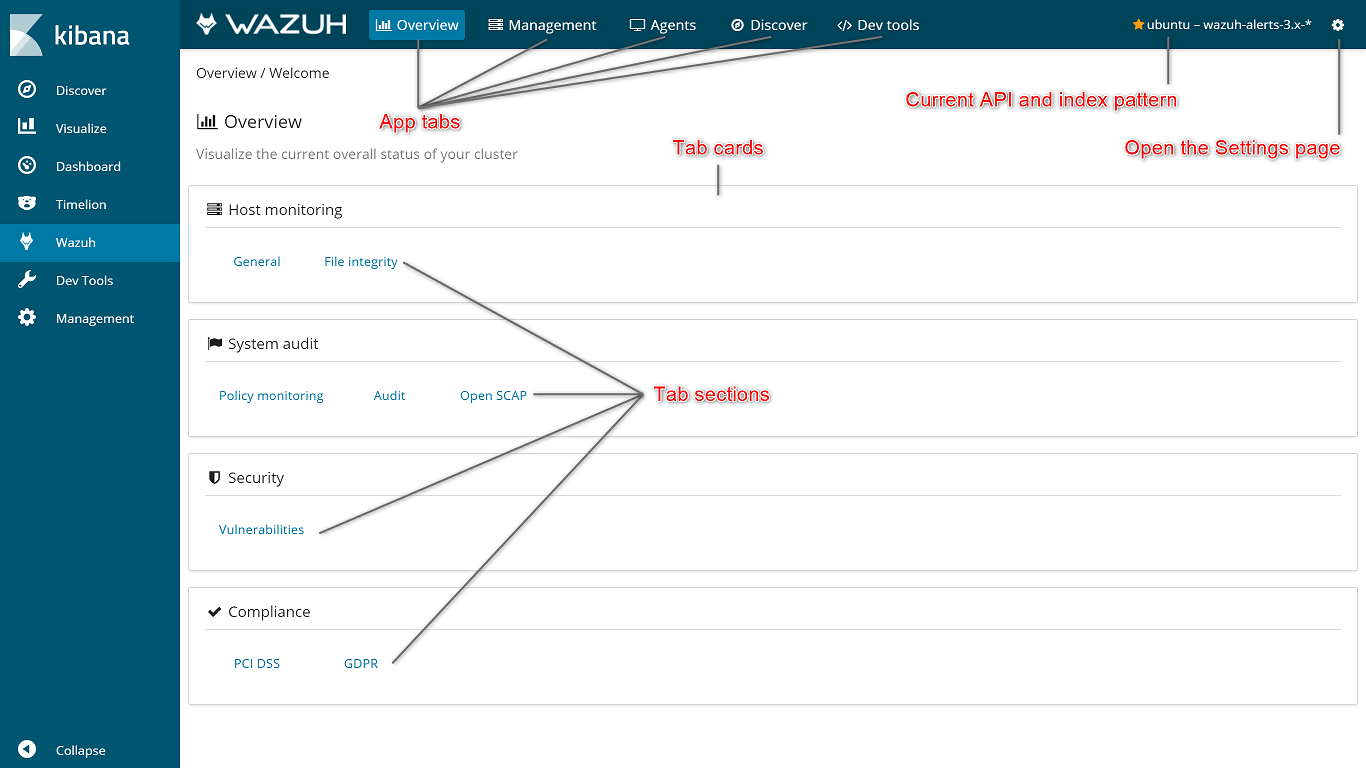 kibana
Discover
Visualize
Dashboard
Timelion
Wazuh
Dev Tools
Management
Collapse
WAZUH
Overview
Management
Agents
Discover
Dev tools
ubuntu – wazuh-alerts-3.x-*
Overview / Welcome
App tabs
Current API and index pattern
Open the Settings page
Overview
Visualize the current overall status of your cluster
Tab cards
Host monitoring
General
File integrity
System audit
Policy monitoring
Audit
Open SCAP
Tab sections
Security
Vulnerabilities
Compliance
PCI DSS
GDPR